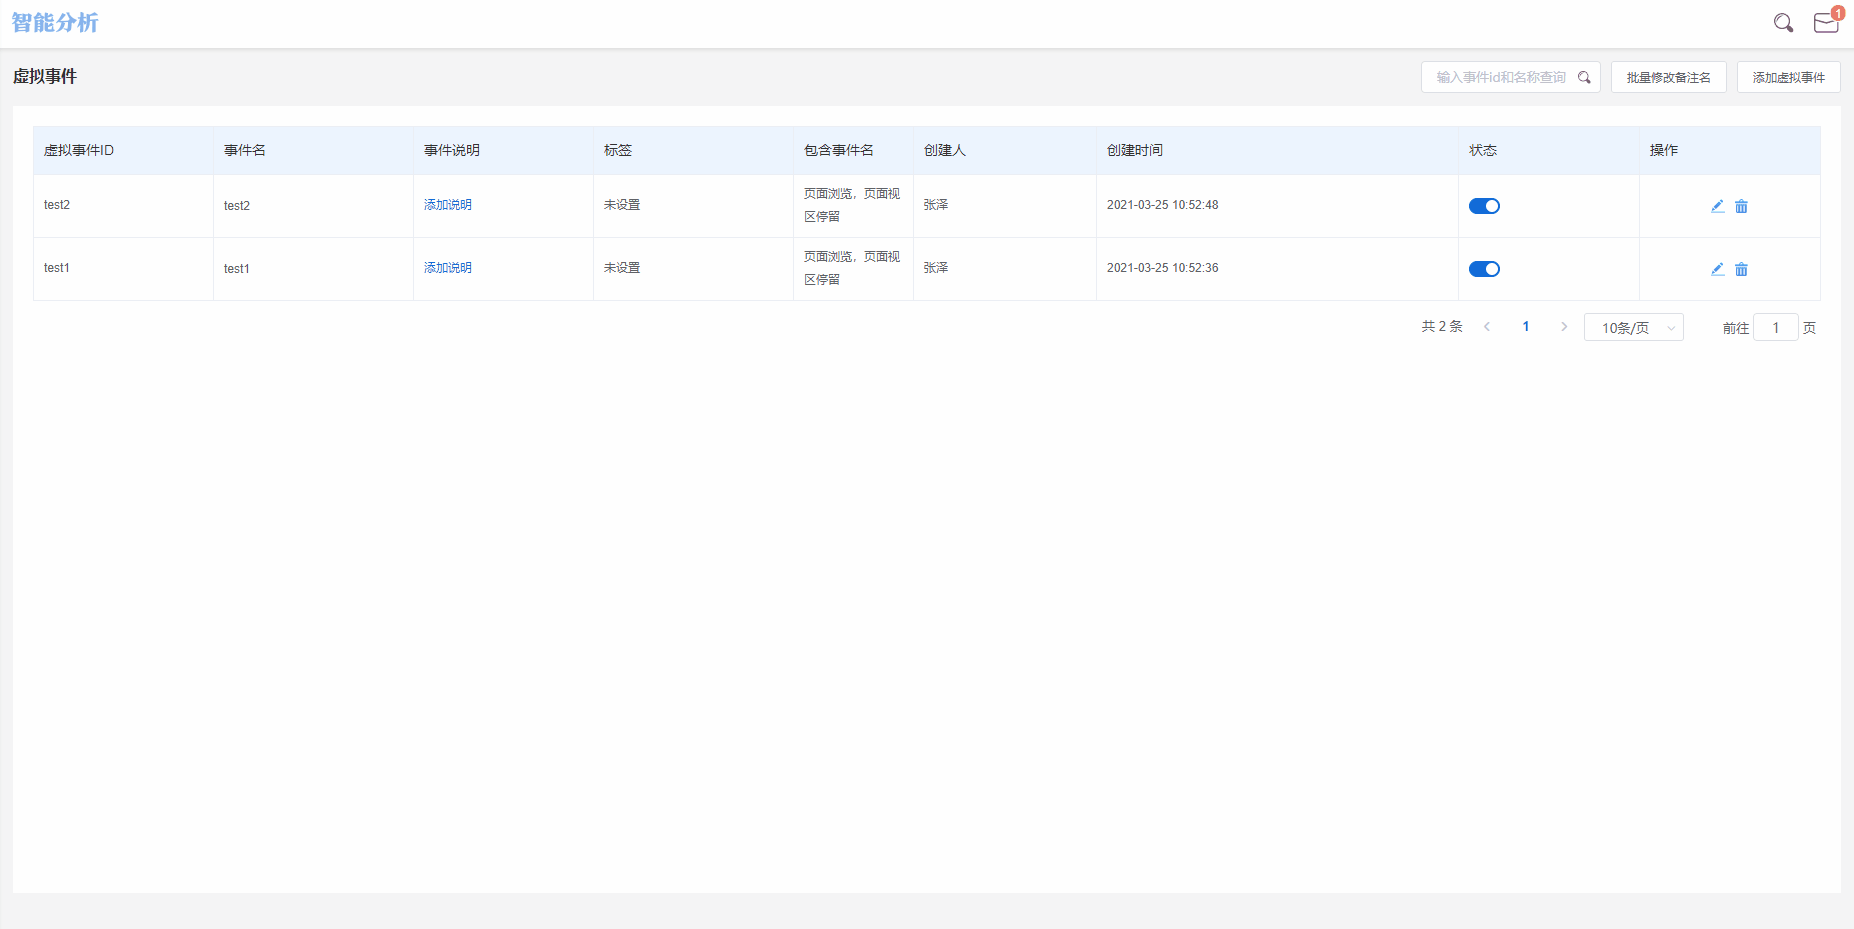 智能分析
1
虚拟事件
输入事件id和名称查询
批量修改备注名
添加虚拟事件
虚拟事件ID 事件名 事件说明 标签 包含事件名 创建人 创建时间 状态 操作
test2 test2 添加说明 未设置 页面浏览，页面视区停留 张泽 2021-03-25 10:52:48
test1 test1 添加说明 未设置 页面浏览，页面视区停留 张泽 2021-03-25 10:52:36
共 2 条 1 10条/页 前往 1 页